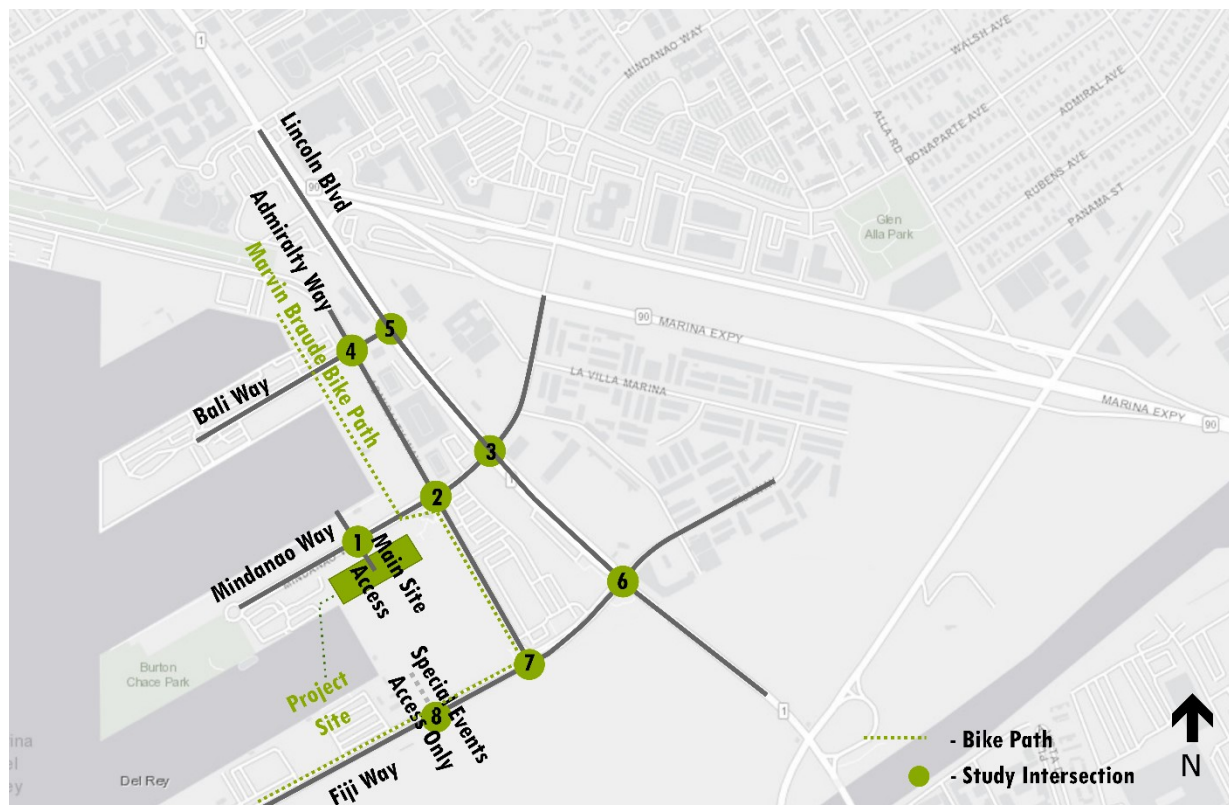 1
MINDANAO WAY
WALSH AVE
ADMIRAL AVE
ALLA RD
BONAPARTE AVE
RUBENS AVE
PANAMA ST
Glen
Alla Park
Lincoln Blvd
90
Admiralty Way
Marvin Braude Bike Path
90
MARINA EXPY
5
4
LA VILLA MARINA
MARINA EXPY
90
Bali Way
3
1
2
1
Mindanao Way
Main Site
Access
6
7
Burton
Chace Park
Project
Site
Special Events
Access Only
8
1
Del Rey
Fiji Way
- Bike Path
- Study Intersection
N